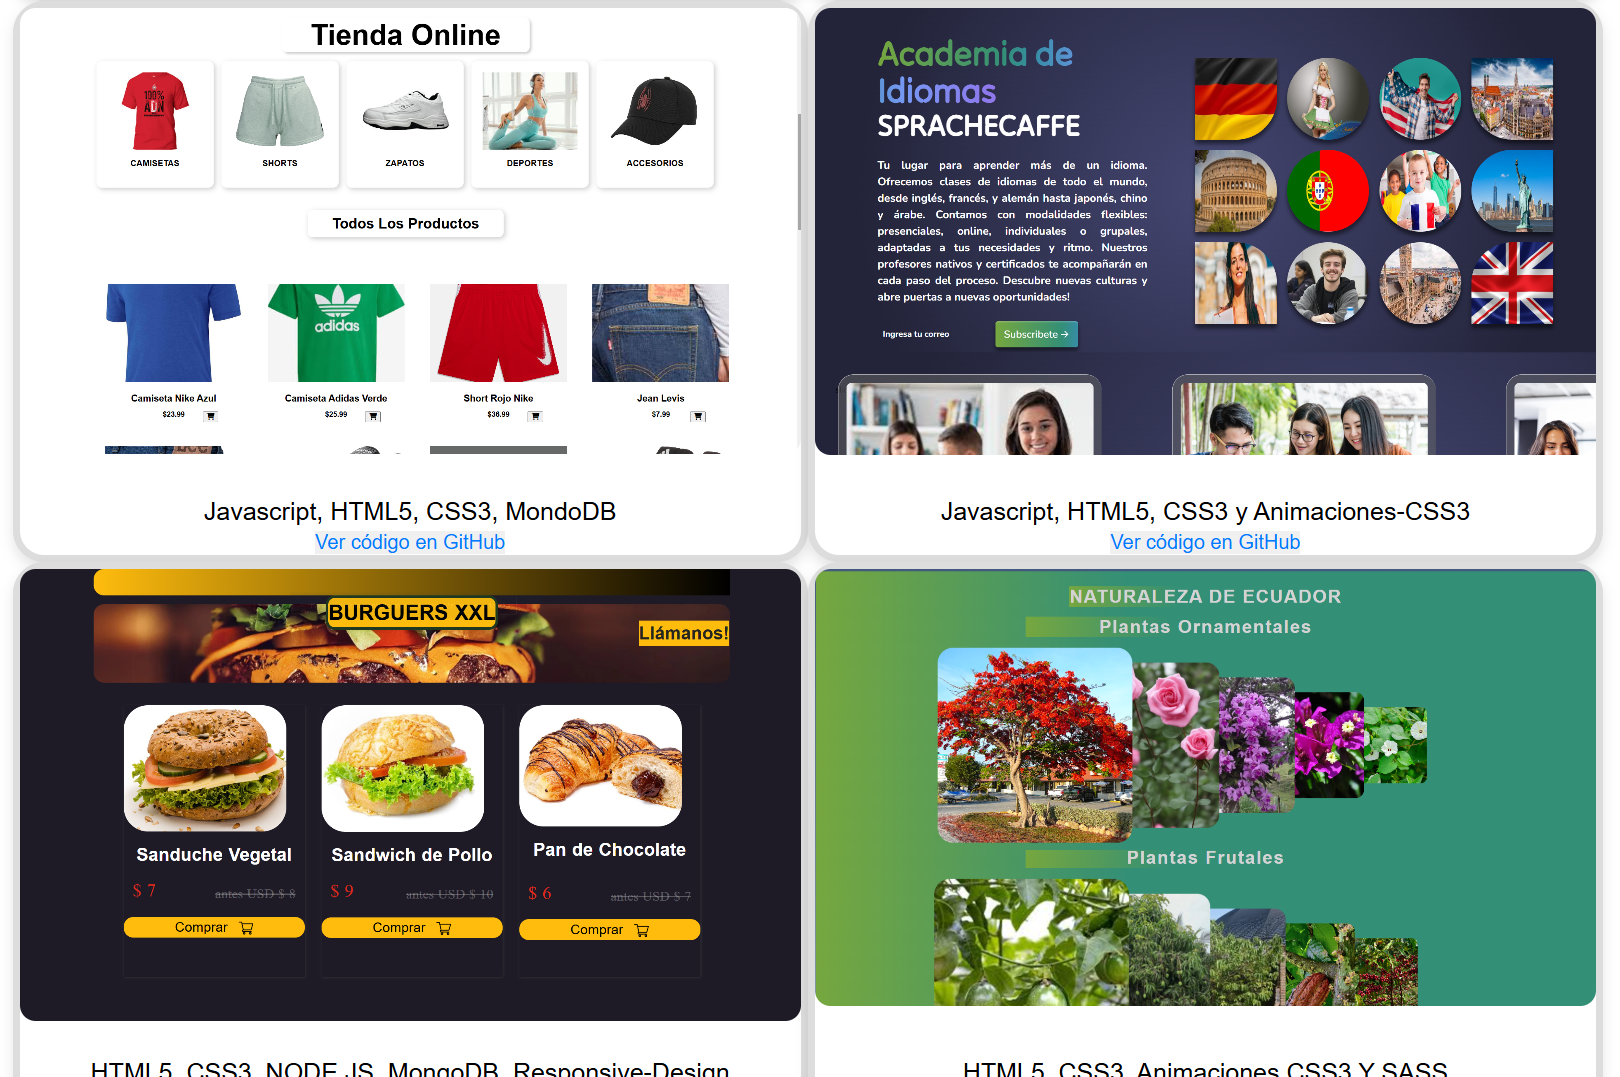 Tienda Online
100%
ADN
CAMISETAS
SHORTS
ZAPATOS
DEPORTES
ACCESORIOS
Todos Los Productos
adidas
Camiseta Nike Azul
$23.99
Camiseta Adidas Verde
$25.99
Short Rojo Nike
$36.99
Jean Levis
$7.99
Javascript, HTML5, CSS3, MondoDB
Ver código en GitHub
Academia de
Idiomas
SPRACHECAFFE
Tu lugar para aprender más de un idioma.
Ofrecemos clases de idiomas de todo el mundo,
desde inglés, francés, y alemán hasta japonés, chino
y árabe. Contamos con modalidades flexibles:
presenciales, online, individuales o grupales,
adaptadas a tus necesidades y ritmo. Nuestros
profesores nativos y certificados te acompañarán en
cada paso del proceso. Descubre nuevas culturas y
abre puertas a nuevas oportunidades!
Ingresa tu correo
Subscribete →
Javascript, HTML5, CSS3 y Animaciones-CSS3
Ver código en GitHub
BURGUERS XXL
Llámanos!
Sanduche Vegetal
$ 7 antes USD $ 8
Comprar
Sandwich de Pollo
$ 9 antes USD $ 10
Comprar
Pan de Chocolate
$ 6 antes USD $ 7
Comprar
HTML5, CSS3, NODE JS, MongoDB, Responsive-Design
NATURALEZA DE ECUADOR
Plantas Ornamentales
Plantas Frutales
HTML5, CSS3, Animaciones CSS3 Y SASS